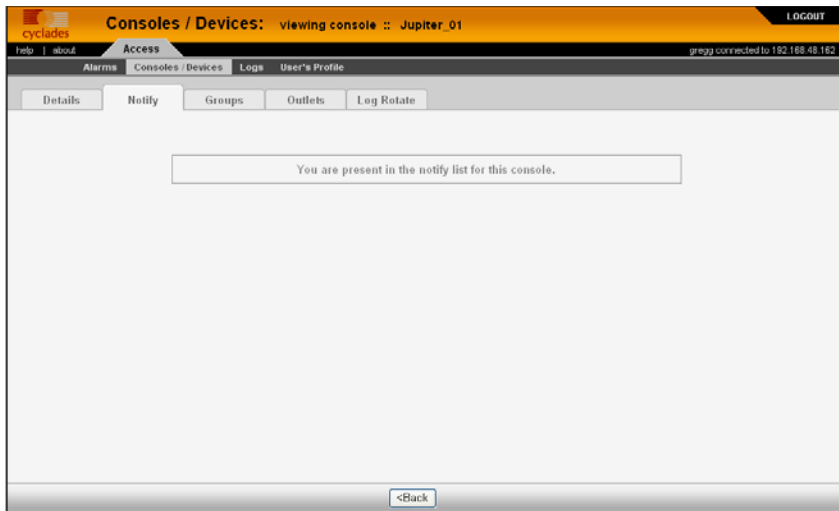 cyclades
Consoles / Devices: viewing console :: Jupiter_01
LOGOUT
help | about
Access
gregg connected to 192.168.48.162
Alarms Consoles / Devices Logs User's Profile
Details Notify Groups Outlets Log Rotate
You are present in the notify list for this console.
<Back